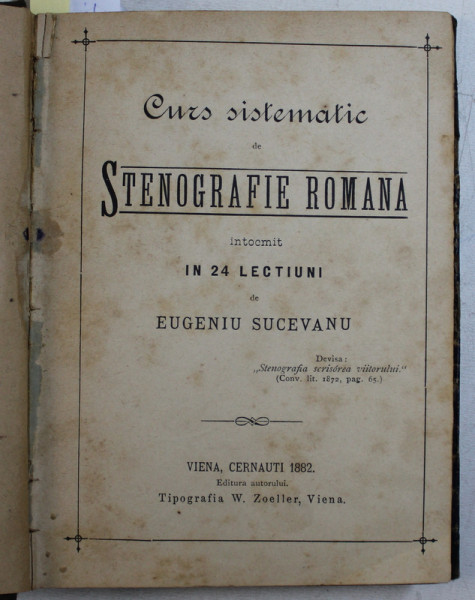 Curs sistematic
de
STENOGRAFIE ROMANA
intocmit
IN 24 LECTIUNI
de
EUGENIU SUCEVANU
Devisa:
„Stenografia scrisórea viitorului.“
(Conv. lit. 1872, pag. 65.)
VIENA, CERNAUTI 1882.
Editura autorului.
Tipografia W. Zoeller, Viena.